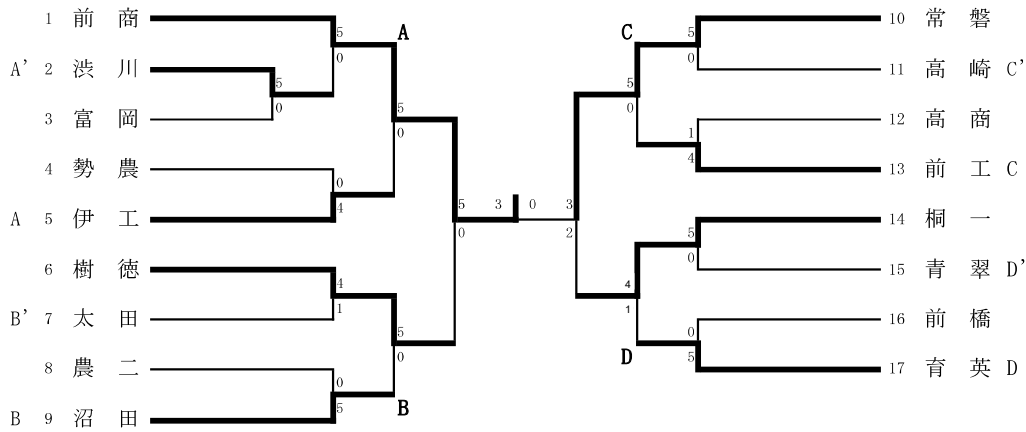 1 前 商
A' 2 渋 川
3 富 岡
4 勢 農
A 5 伊 工
6 樹 徳
B' 7 太 田
8 農 二
B 9 沼 田
5
0
5
0
0
4
4
1
0
5
A
5
0
5
0
B
5
0
3 0
3
2
C
5
0
4
1
D
5
0
1
4
5
0
0
5
10 常 磐
11 高 崎 C'
12 高 商
13 前 工 C
14 桐 一
15 青 翠 D'
16 前 橋
17 育 英 D